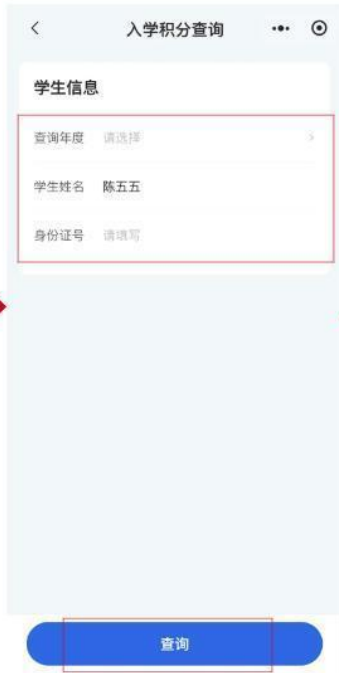 入学积分查询
学生信息
查询年度 请选择
学生姓名 陈五五
身份证号 请填写
查询